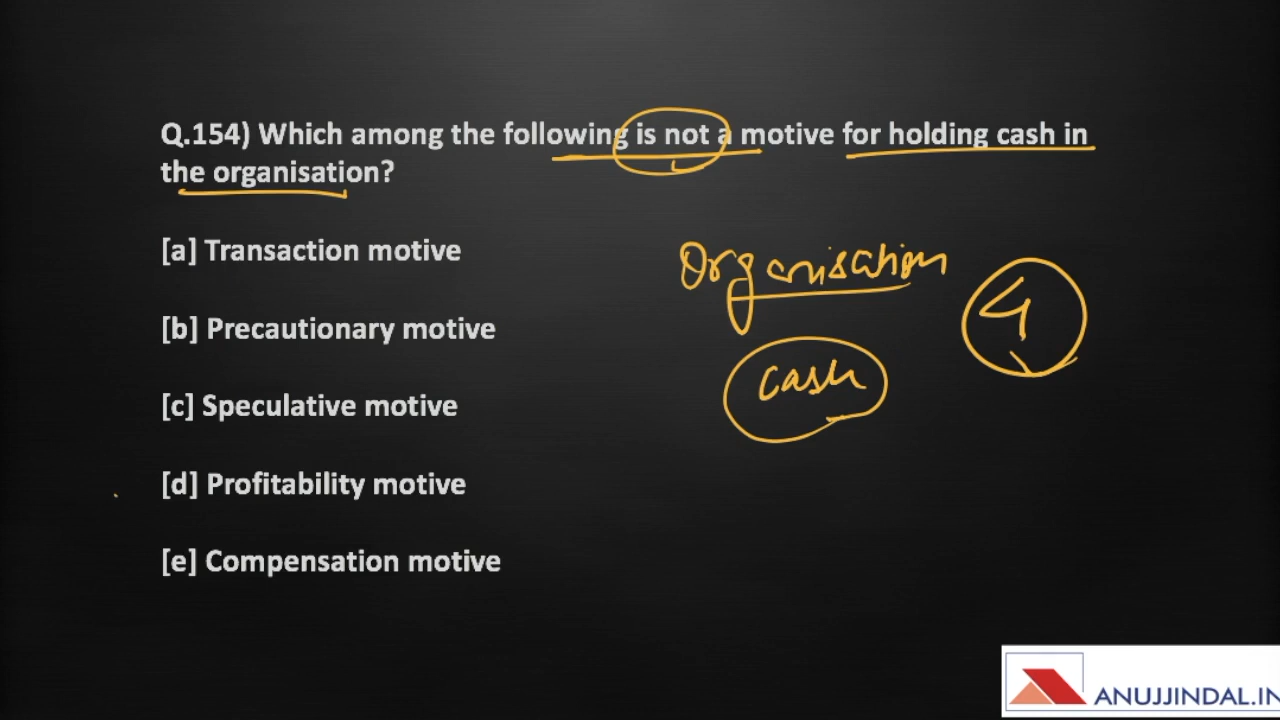 Q.154) Which among the following is not a motive for holding cash in
the organisation?
[a] Transaction motive
Organisation
4
[b] Precautionary motive
cash
[c] Speculative motive
[d] Profitability motive
[e] Compensation motive
ANUJJINDAL.IN